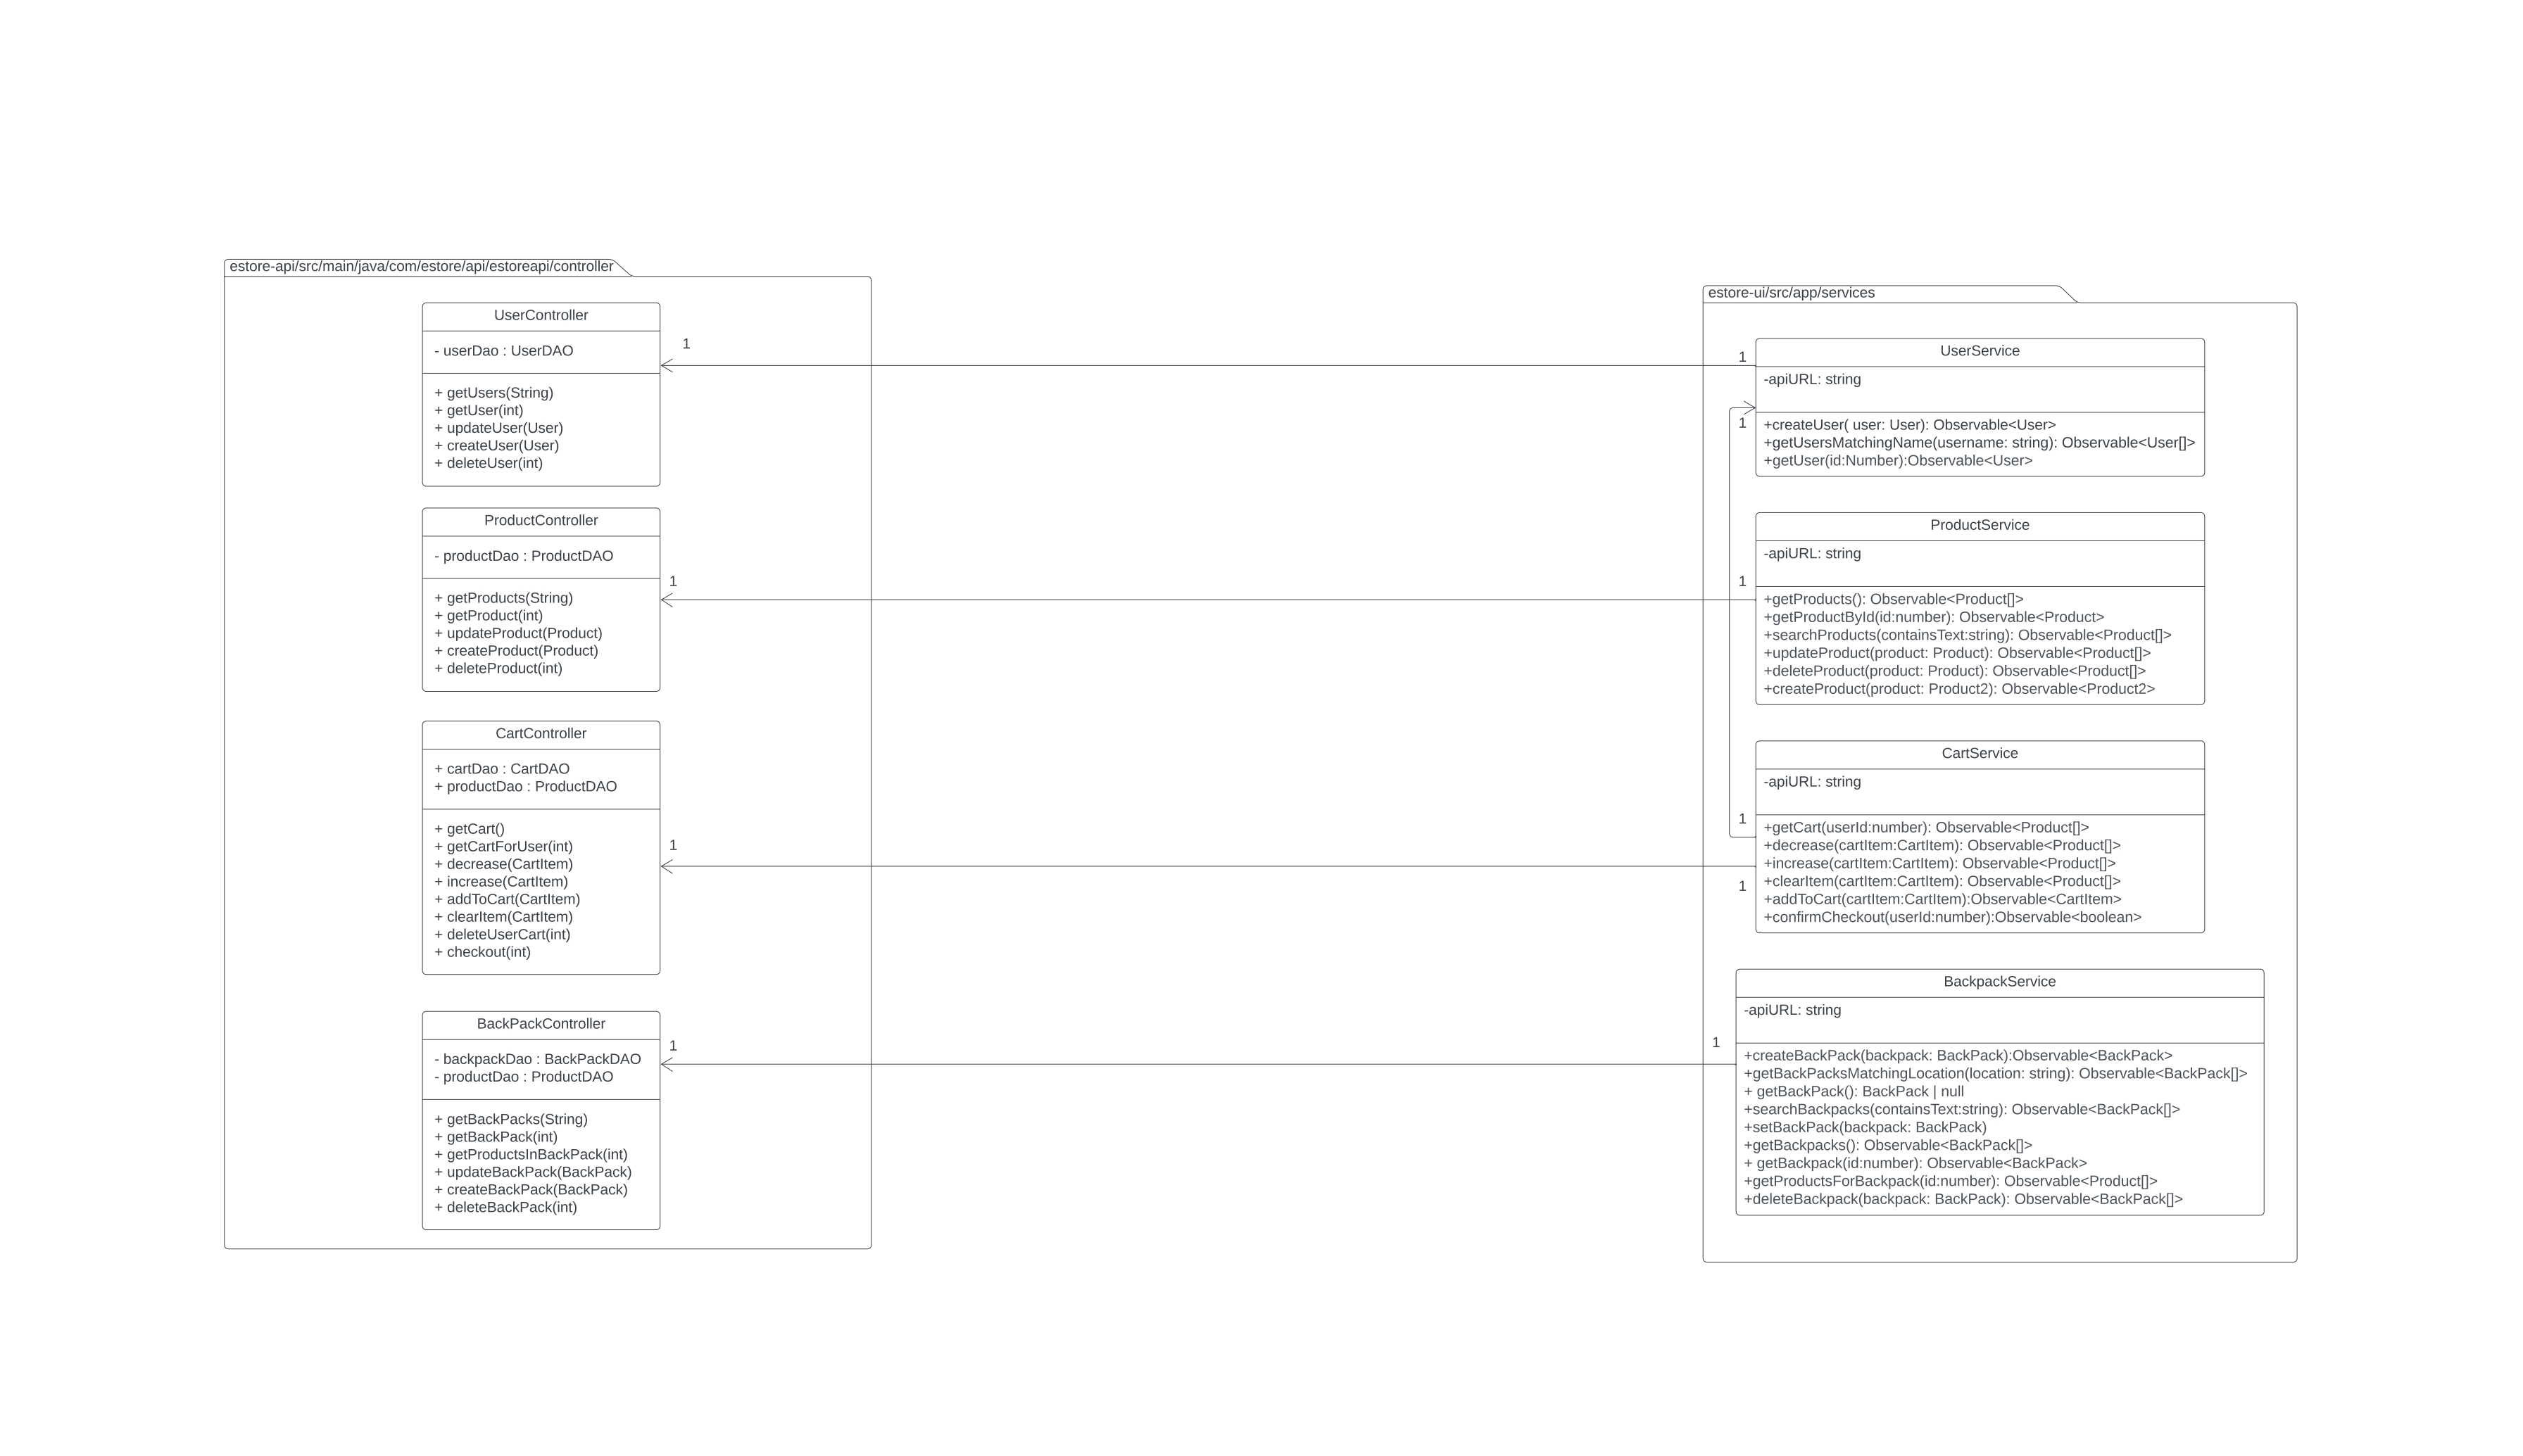 estore-api/src/main/java/com/estore/api/estoreapi/controller
UserController
- userDao : UserDAO
+ getUsers(String)
+ getUser(int)
+ updateUser(User)
+ createUser(User)
+ deleteUser(int)
1
ProductController
- productDao : ProductDAO
+ getProducts(String)
+ getProduct(int)
+ updateProduct(Product)
+ createProduct(Product)
+ deleteProduct(int)
1
CartController
+ cartDao : CartDAO
+ productDao : ProductDAO
+ getCart()
+ getCartForUser(int)
+ decrease(CartItem)
+ increase(CartItem)
+ addToCart(CartItem)
+ clearItem(CartItem)
+ deleteUserCart(int)
+ checkout(int)
1
BackPackController
- backpackDao : BackPackDAO
- productDao : ProductDAO
+ getBackPacks(String)
+ getBackPack(int)
+ getProductsInBackPack(int)
+ updateBackPack(BackPack)
+ createBackPack(BackPack)
+ deleteBackPack(int)
1
estore-ui/src/app/services
1
UserService
-apiURL: string
1
+createUser( user: User): Observable<User>
+getUsersMatchingName(username: string): Observable<User[]>
+getUser(id:Number):Observable<User>
ProductService
-apiURL: string
1
+getProducts(): Observable<Product[]>
+getProductById(id:number): Observable<Product>
+searchProducts(containsText:string): Observable<Product[]>
+updateProduct(product: Product): Observable<Product[]>
+deleteProduct(product: Product): Observable<Product[]>
+createProduct(product: Product2): Observable<Product2>
CartService
-apiURL: string
1
+getCart(userId:number): Observable<Product[]>
+decrease(cartItem:CartItem): Observable<Product[]>
+increase(cartItem:CartItem): Observable<Product[]>
+clearItem(cartItem:CartItem): Observable<Product[]>
+addToCart(cartItem:CartItem):Observable<CartItem>
+confirmCheckout(userId:number):Observable<boolean>
1
BackpackService
-apiURL: string
1
+createBackPack(backpack: BackPack):Observable<BackPack>
+getBackPacksMatchingLocation(location: string): Observable<BackPack[]>
+ getBackPack(): BackPack | null
+searchBackpacks(containsText:string): Observable<BackPack[]>
+setBackPack(backpack: BackPack)
+getBackpacks(): Observable<BackPack[]>
+ getBackpack(id:number): Observable<BackPack>
+getProductsForBackpack(id:number): Observable<Product[]>
+deleteBackpack(backpack: BackPack): Observable<BackPack[]>